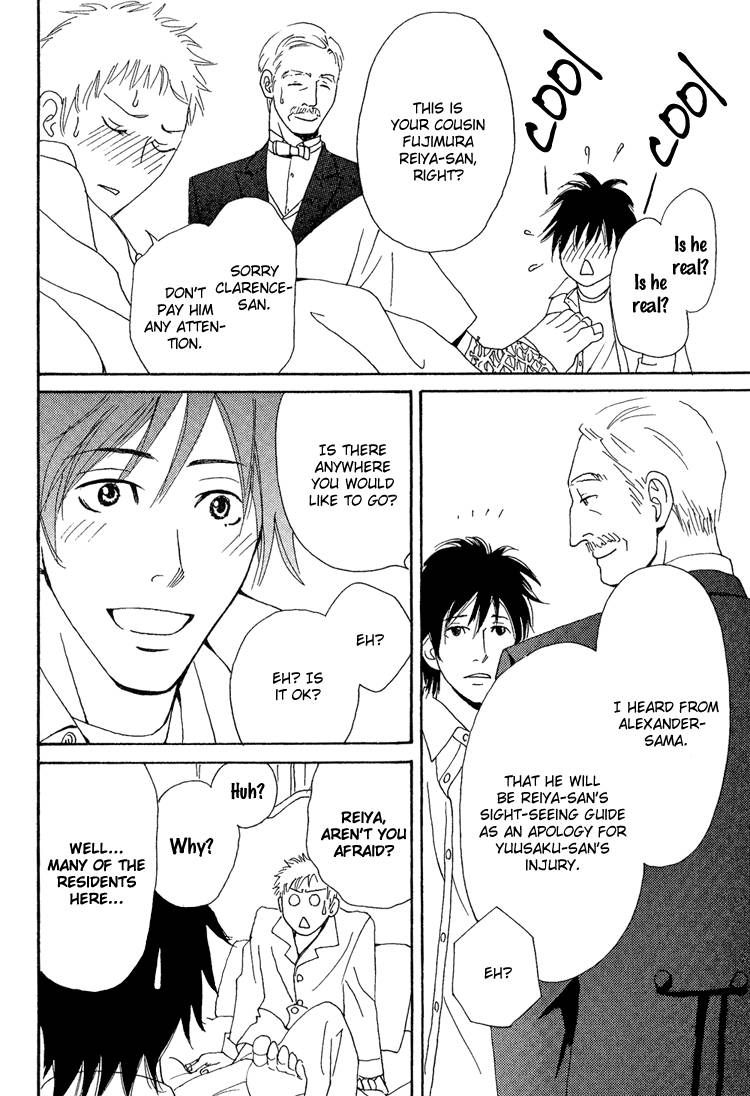 COOL
COOL
Is he
real?
Is he
real?
THIS IS
YOUR COUSIN
FUJIMURA
REIYA-SAN,
RIGHT?
SORRY
CLARENCE-
SAN.
DON'T
PAY HIM
ANY ATTEN-
TION.
I HEARD FROM
ALEXANDER-
SAMA.
THAT HE WILL
BE REIYA-SAN'S
SIGHT-SEEING GUIDE
AS AN APOLOGY FOR
YUUSAKU-SAN'S
INJURY.
EH?
IS THERE
ANYWHERE
YOU WOULD
LIKE TO GO?
EH?
EH? IS
IT OK?
REIYA,
AREN'T YOU
AFRAID?
Huh?
Why?
WELL...
MANY OF THE
RESIDENTS
HERE...